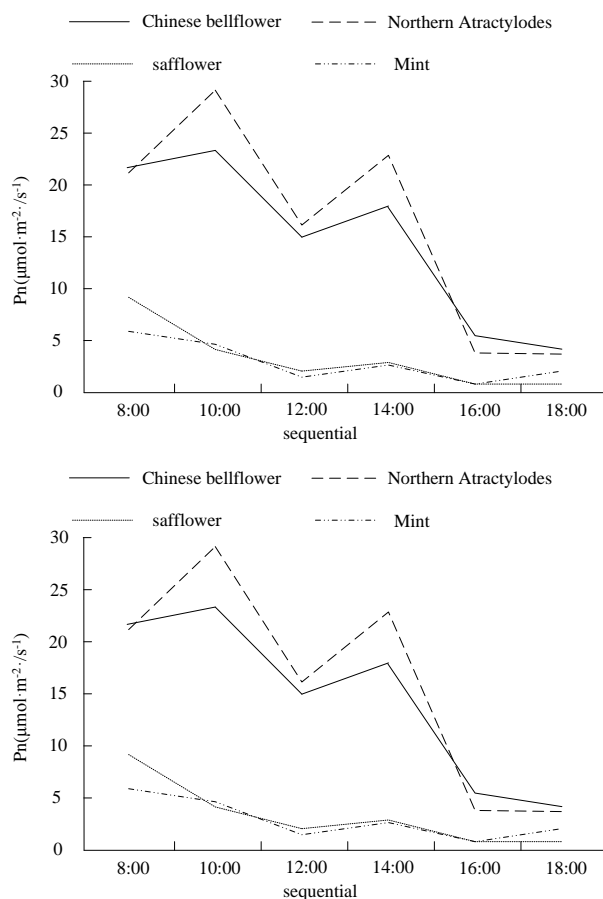 Chinese bellflower Northern Atractylodes
safflower Mint
30
25
20
15
10
5
0
Pn(μmol·m⁻²·/s⁻¹)
8:00 10:00 12:00 14:00 16:00 18:00
sequential
Chinese bellflower Northern Atractylodes
safflower Mint
30
25
20
15
10
5
0
Pn(μmol·m⁻²·/s⁻¹)
8:00 10:00 12:00 14:00 16:00 18:00
sequential